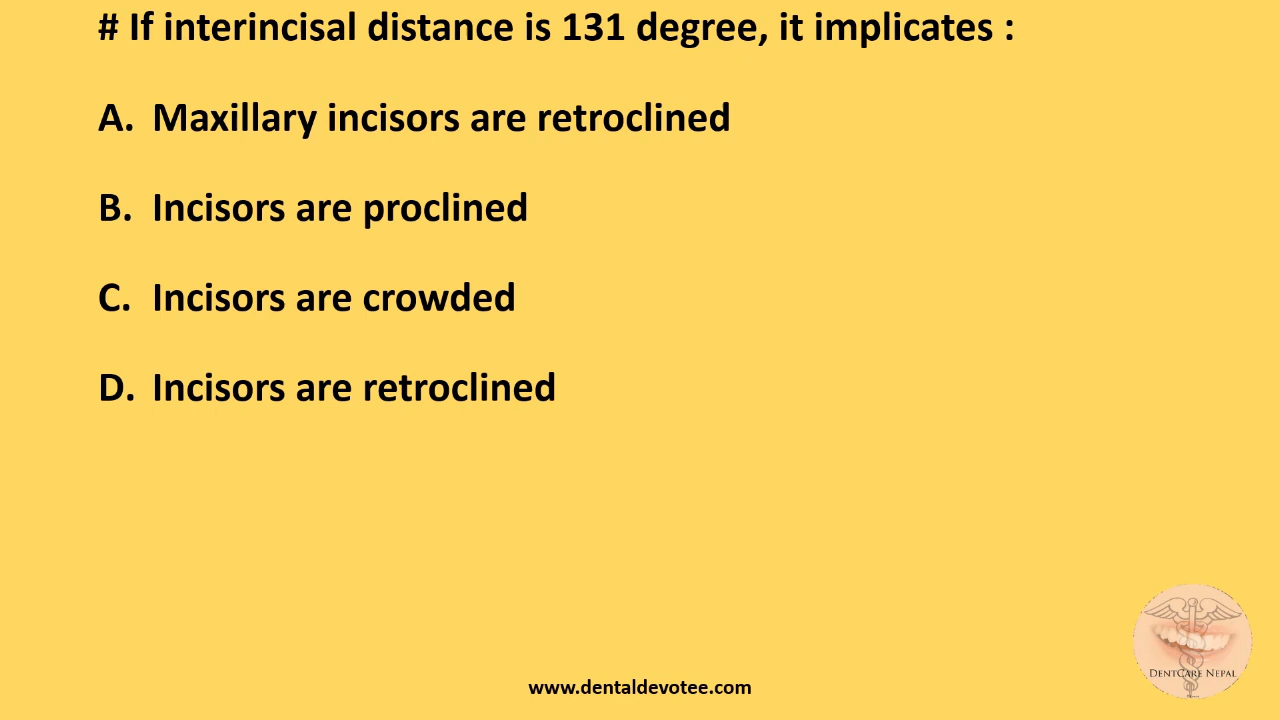 # If interincisal distance is 131 degree, it implicates :
A. Maxillary incisors are retroclined
B. Incisors are proclined
C. Incisors are crowded
D. Incisors are retroclined
DentCare Nepal
www.dentaldevotee.com